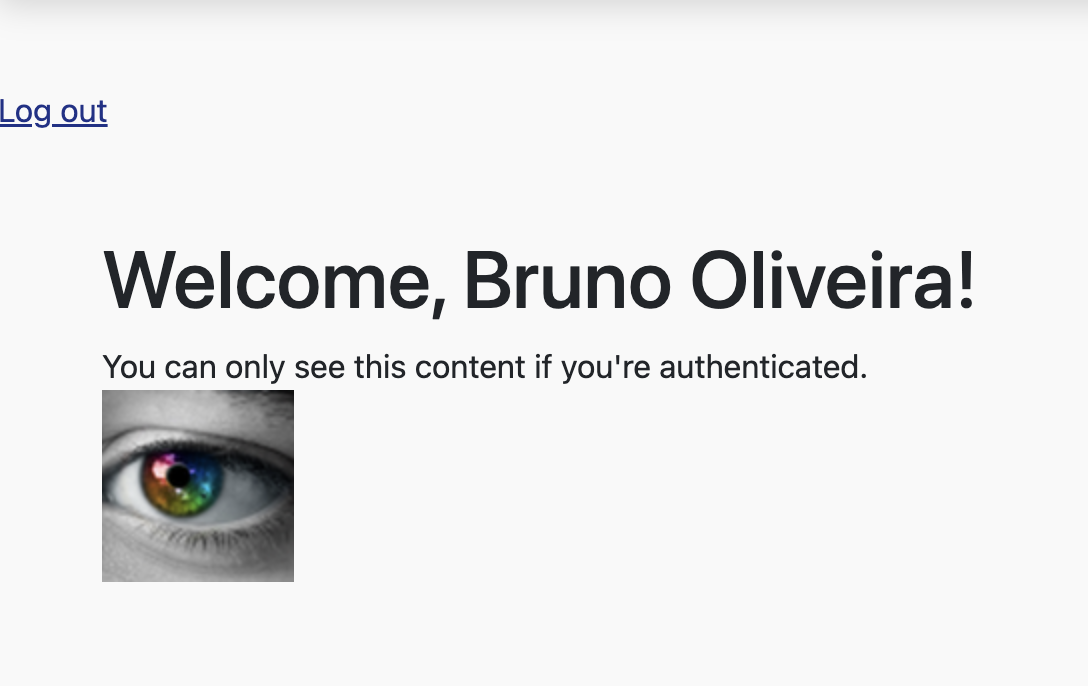 Log out
Welcome, Bruno Oliveira!
You can only see this content if you're authenticated.